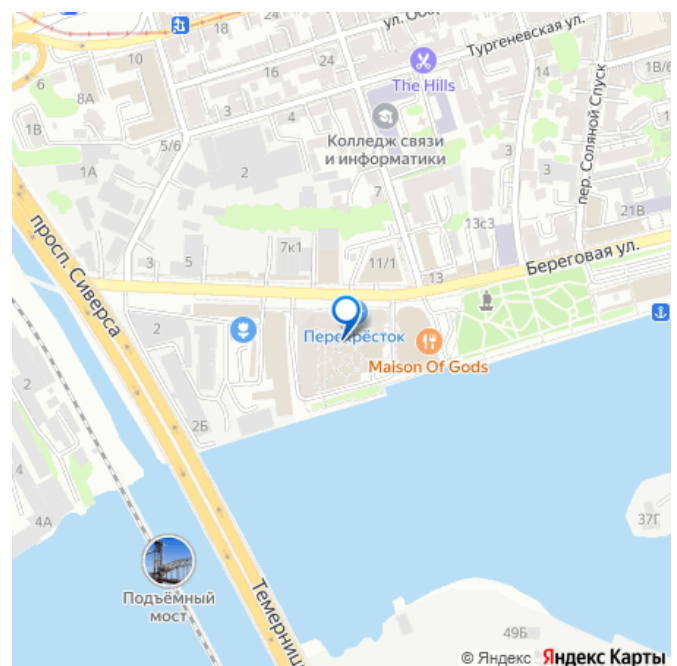 ул. Обо
Тургеневская ул.
10
16
24
14
1В/6
6
8А
18
The Hills
пер. Соляной Спуск
3
4
1В
5/6
Колледж связи
и информатики
3
1А
2
3
7
13с3
21В
просп. Сиверса
7к1
3
5
11/1
13
Береговая ул.
2
Перекрёсток
Maison Of Gods
2
2Б
4
4А
37Г
Подъёмный
мост
Темерниц
49Б
© Яндекс Яндекс Карты